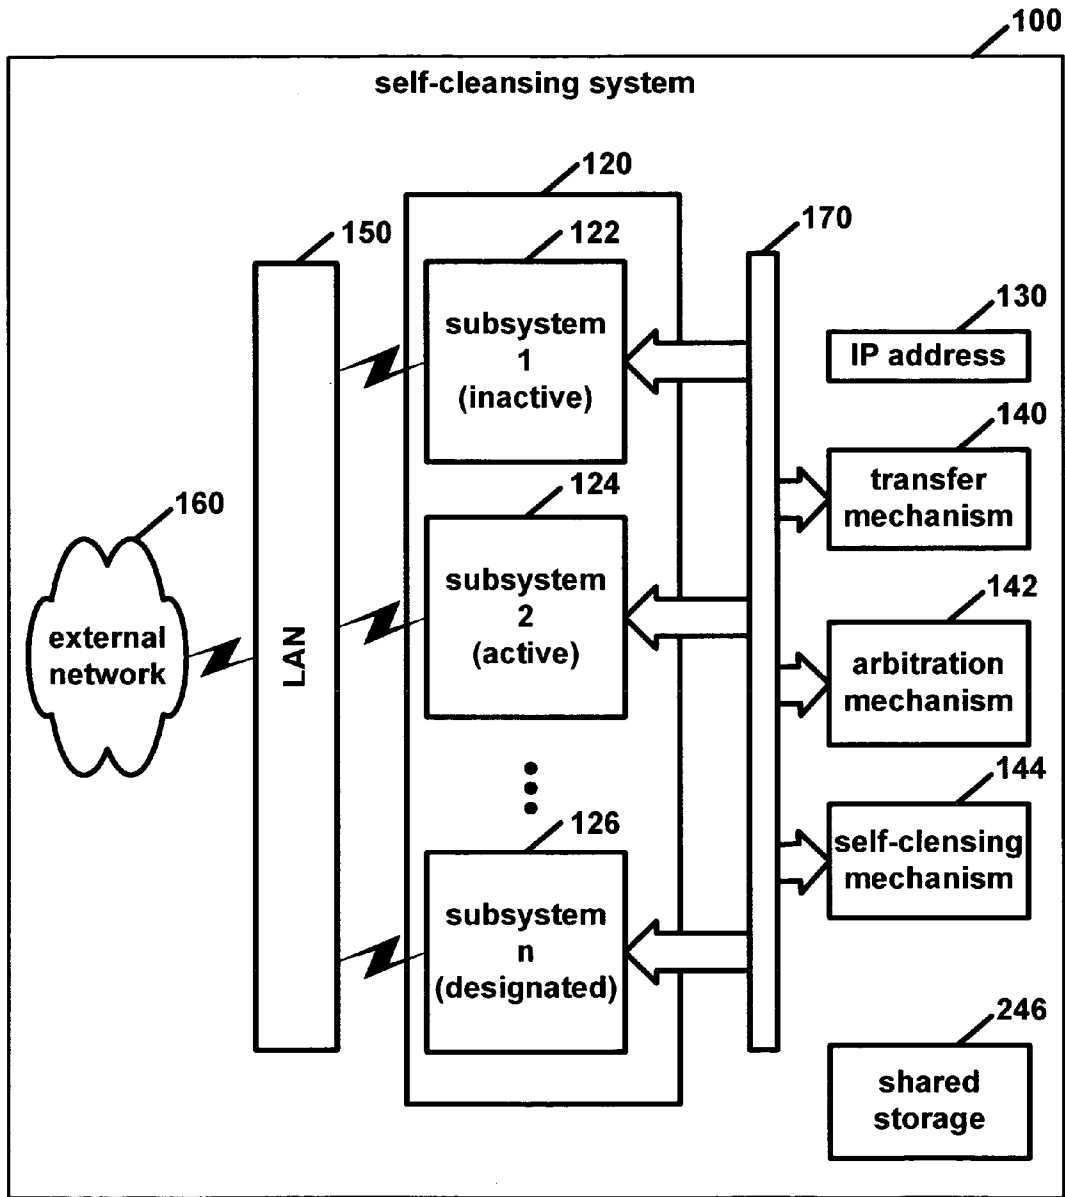 100
self-cleansing system
120
150
122
170
subsystem
1
(inactive)
130
IP address
140
transfer
mechanism
160
124
external
network
LAN
subsystem
2
(active)
142
arbitration
mechanism
144
self-clensing
mechanism
126
subsystem
n
(designated)
246
shared
storage